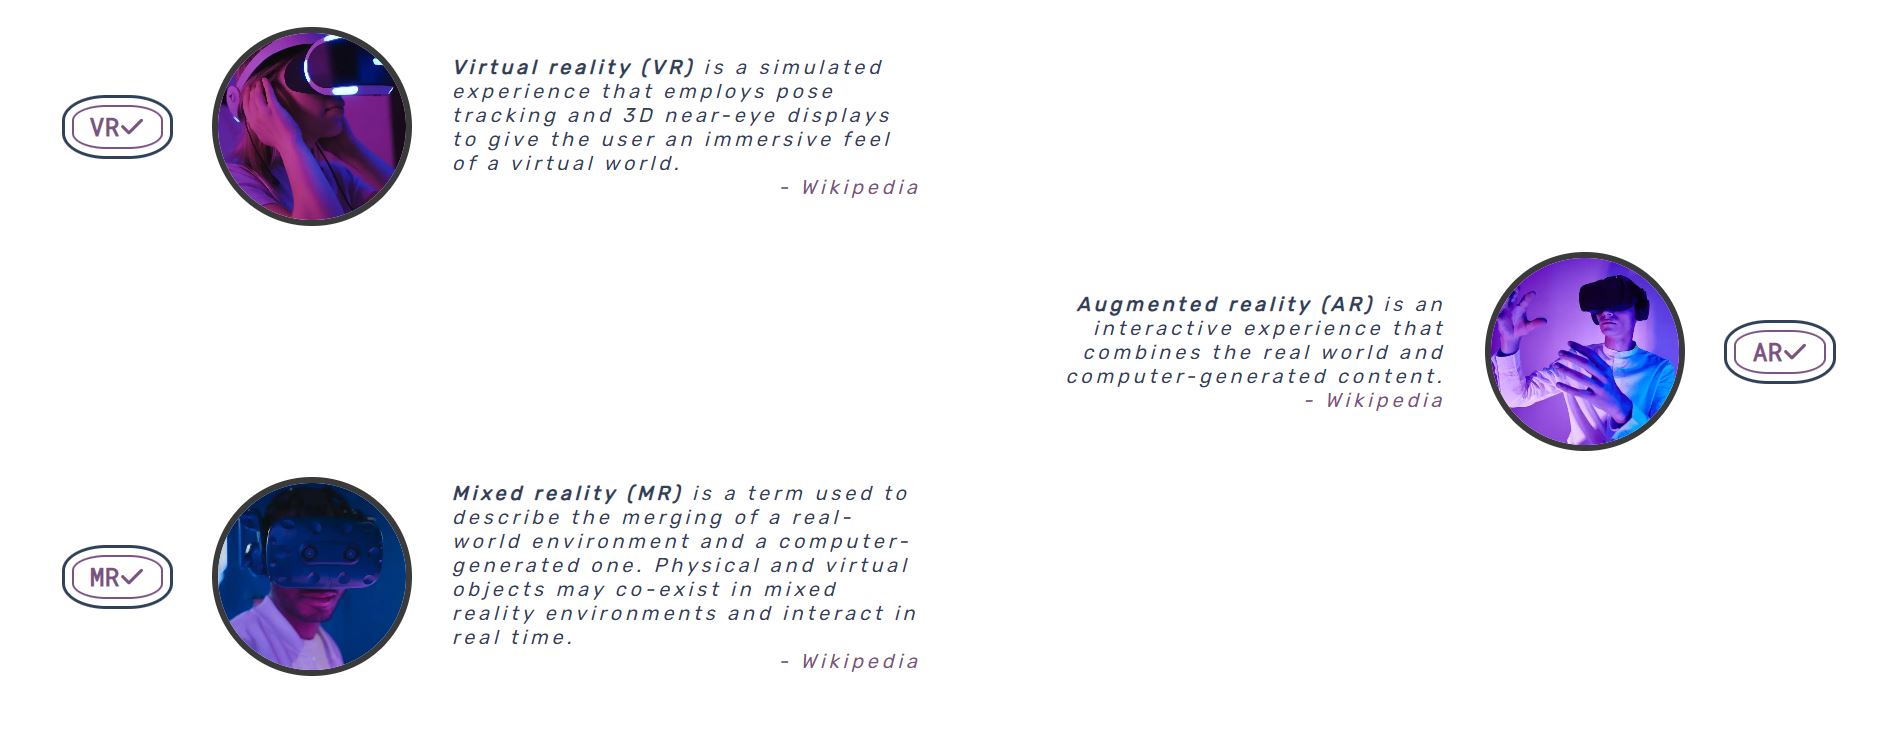 VR
Virtual reality (VR) is a simulated
experience that employs pose
tracking and 3D near-eye displays
to give the user an immersive feel
of a virtual world.
- Wikipedia
Augmented reality (AR) is an
interactive experience that
combines the real world and
computer-generated content.
- Wikipedia
AR
MR
Mixed reality (MR) is a term used to
describe the merging of a real-
world environment and a computer-
generated one. Physical and virtual
objects may co-exist in mixed
reality environments and interact in
real time.
- Wikipedia